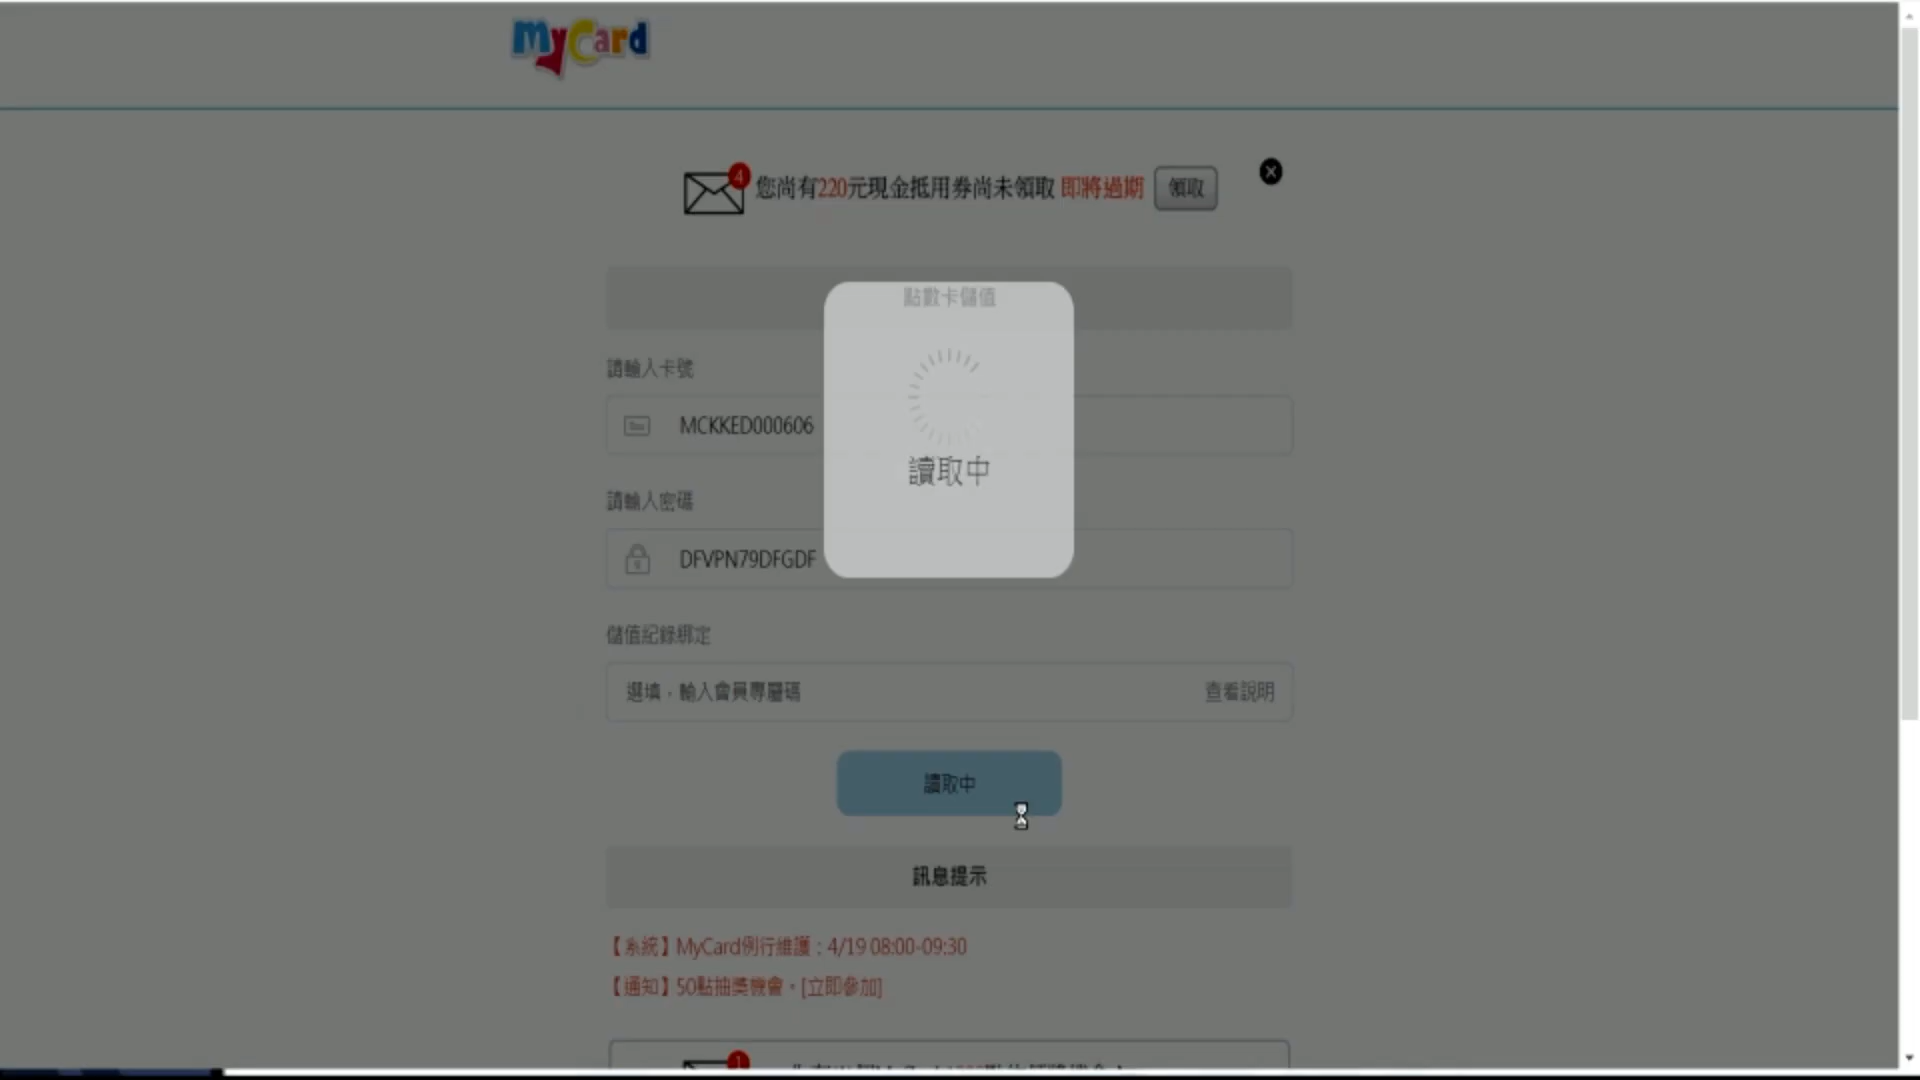 MyCard
4
您尚有220元現金抵用券尚未領取 即將過期 領取
點數卡儲值
請輸入卡號
MCKKED000606
讀取中
請輸入密碼
DFVPN79DFGDF
儲值紀錄綁定
選填，輸入會員專屬碼 查看說明
讀取中
訊息提示
【系統】MyCard例行維護：4/19 08:00-09:30
【通知】50點抽獎機會。[立即參加]
1